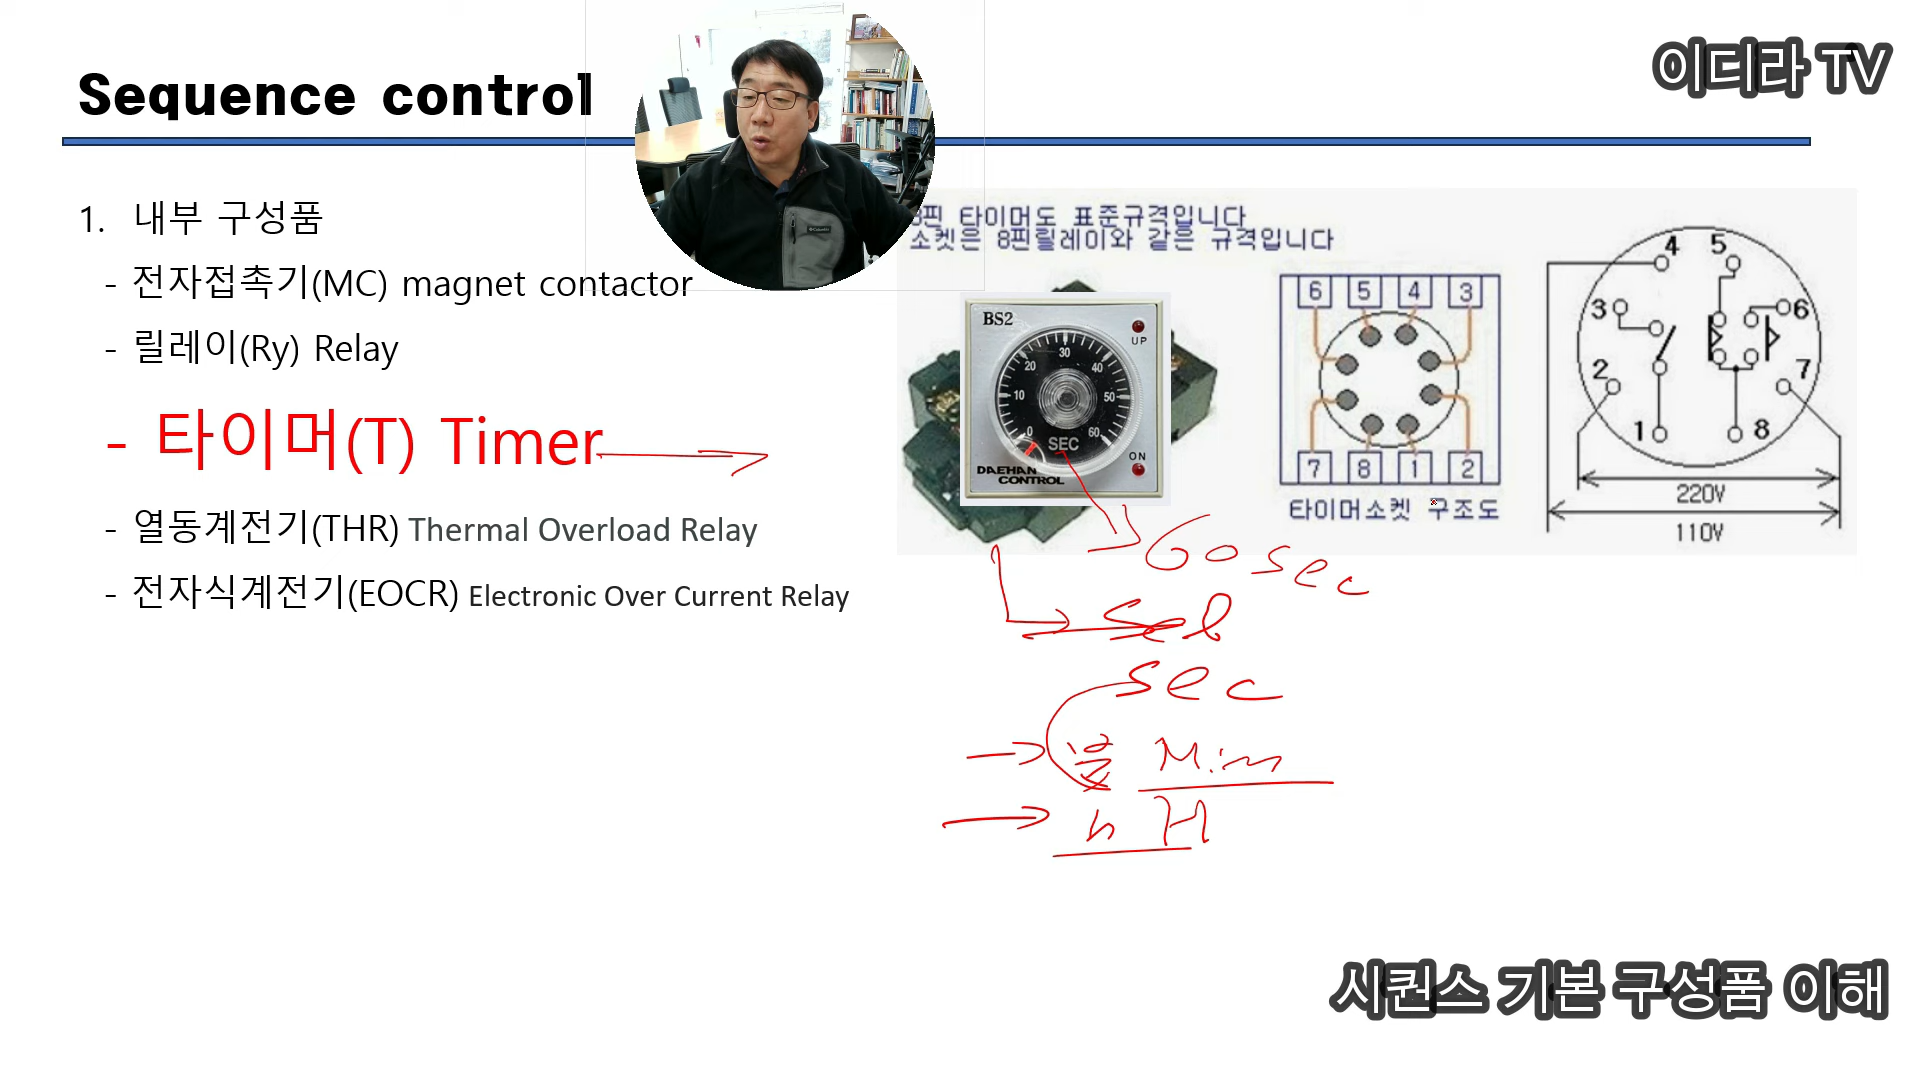 Sequence control
이디라 TV
1. 내부 구성품
- 전자접촉기(MC) magnet contactor
- 릴레이(Ry) Relay
- 타이머(T) Timer
- 열동계전기(THR) Thermal Overload Relay
- 전자식계전기(EOCR) Electronic Over Current Relay
8핀 타이머도 표준규격입니다
소켓은 8핀릴레이와 같은 규격입니다
BS2
UP
0 10 20 30 40 50 60
SEC
ON
DAEHAN
CONTROL
6 5 4 3
7 8 1 2
타이머소켓 구조도
4 5
3 6
2 7
1 8
220V
110V
60 sec
sec
분 Min
h H
시퀀스 기본 구성품 이해